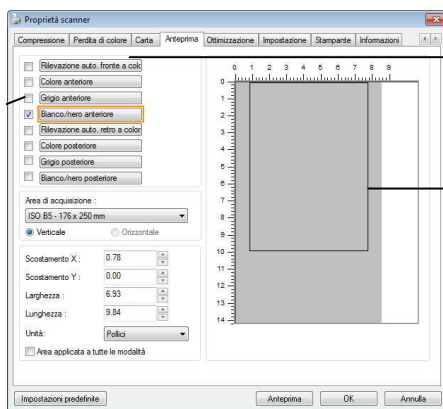 Proprietà scanner
Compressione Perdita di colore Carta Anteprima Ottimizzazione Impostazione Stampante Informazioni
Rilevazione auto. fronte a col
Colore anteriore
Grigio anteriore
Bianco/nero anteriore
Rilevazione auto. retro a color
Colore posteriore
Grigio posteriore
Bianco/nero posteriore
Area di acquisizione :
ISO B5 - 176 x 250 mm
Verticale Orizzontale
Scostamento X : 0.78
Scostamento Y : 0.00
Larghezza : 6.93
Lunghezza : 9.84
Unità: Pollici
Area applicata a tutte le modalità
0 1 2 3 4 5 6 7 8 9
0
1
2
3
4
5
6
7
8
9
10
11
12
13
14
Impostazioni predefinite Anteprima OK Annulla